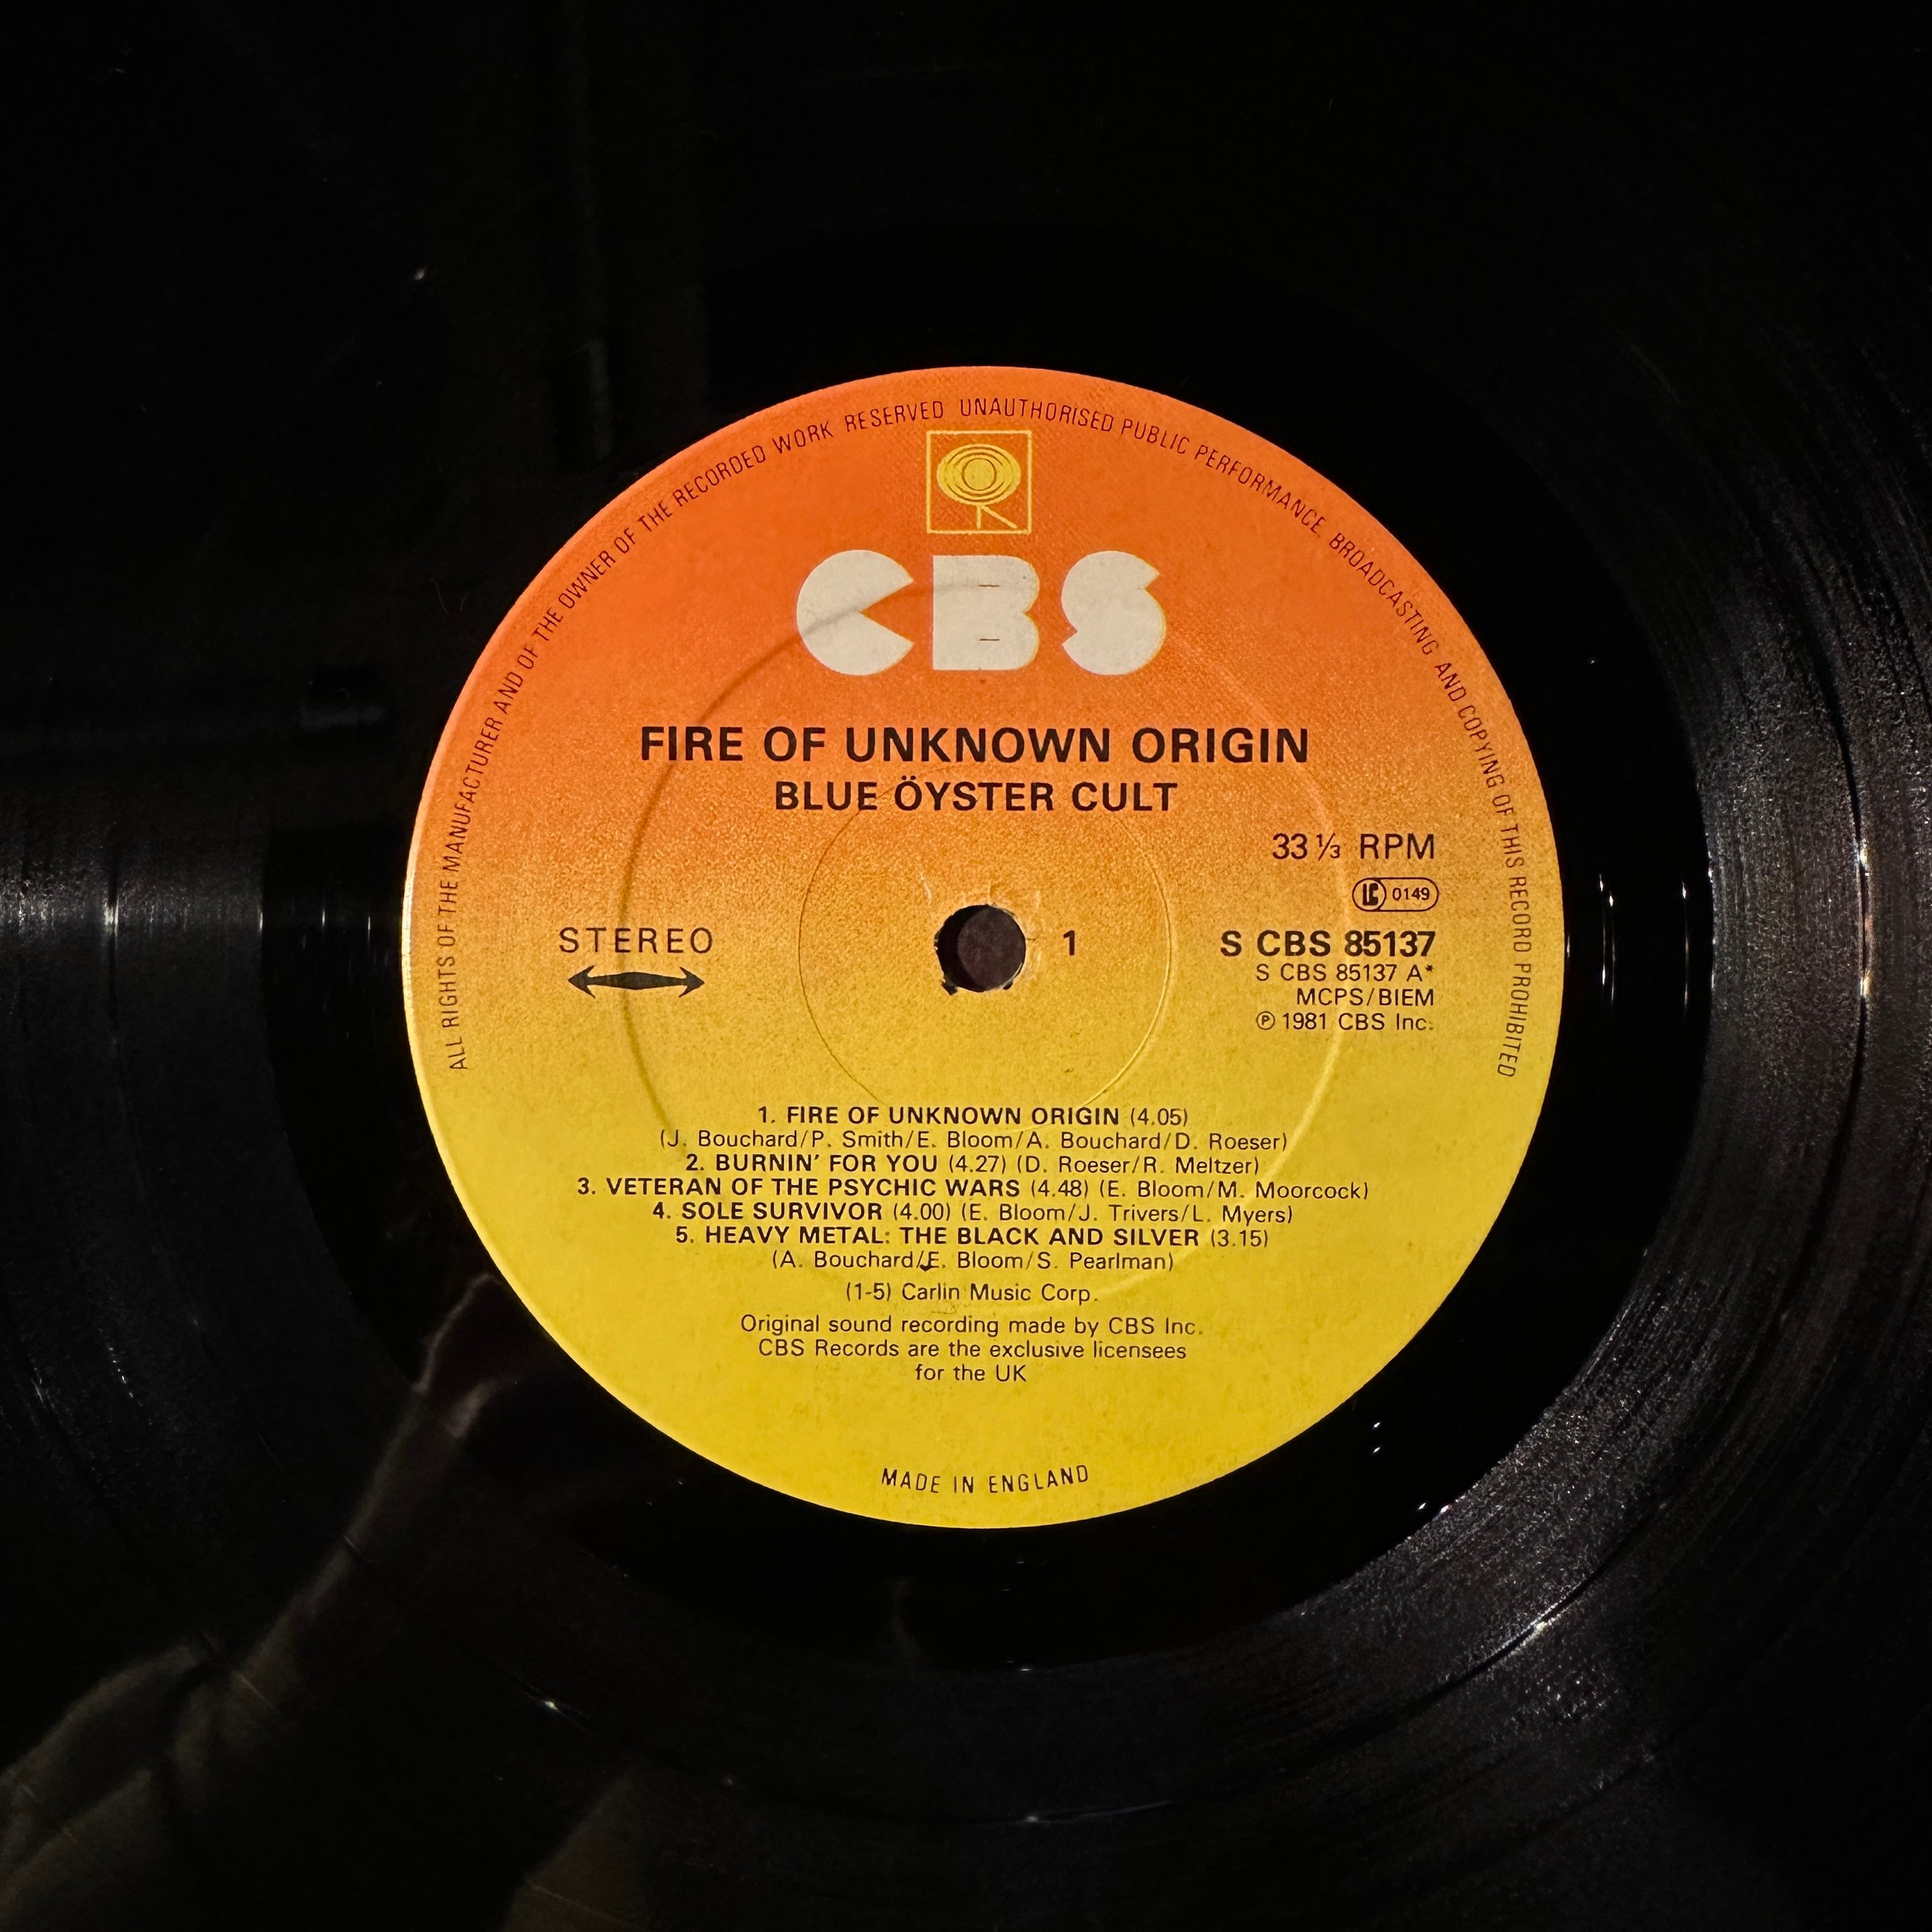 ALL RIGHTS OF THE MANUFACTURER AND OF THE OWNER OF THE RECORDED WORK RESERVED UNAUTHORISED PUBLIC PERFORMANCE. BROADCASTING AND COPYING OF THIS RECORD PROHIBITED
CBS
FIRE OF UNKNOWN ORIGIN
BLUE ÖYSTER CULT
33 ⅓ RPM
LC 0149
STEREO
1
S CBS 85137
S CBS 85137 A*
MCPS/BIEM
℗ 1981 CBS Inc.
1. FIRE OF UNKNOWN ORIGIN (4.05)
(J. Bouchard/P. Smith/E. Bloom/A. Bouchard/D. Roeser)
2. BURNIN' FOR YOU (4.27) (D. Roeser/R. Meltzer)
3. VETERAN OF THE PSYCHIC WARS (4.48) (E. Bloom/M. Moorcock)
4. SOLE SURVIVOR (4.00) (E. Bloom/J. Trivers/L. Myers)
5. HEAVY METAL: THE BLACK AND SILVER (3.15)
(A. Bouchard/E. Bloom/S. Pearlman)
(1-5) Carlin Music Corp.
Original sound recording made by CBS Inc.
CBS Records are the exclusive licensees
for the UK
MADE IN ENGLAND